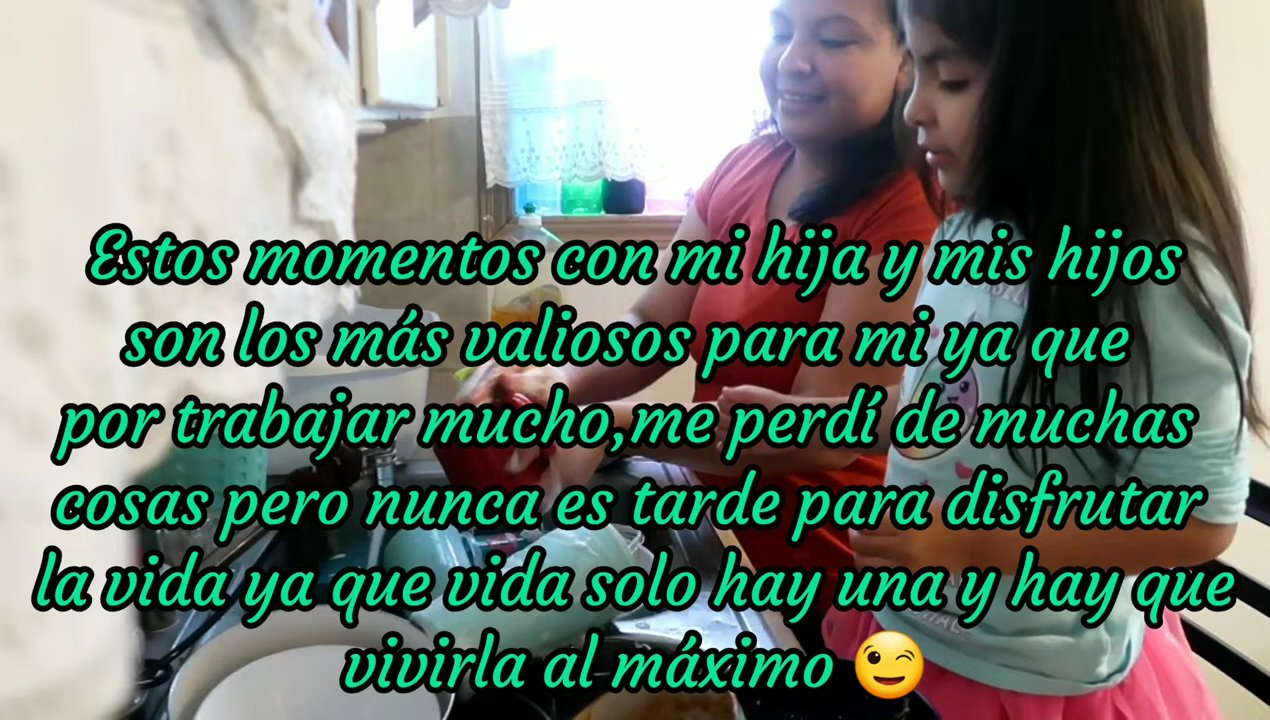 Estos momentos con mi hija y mis hijos
son los más valiosos para mi ya que
por trabajar mucho,me perdí de muchas
cosas pero nunca es tarde para disfrutar
la vida ya que vida solo hay una y hay que
vivirla al máximo 😉